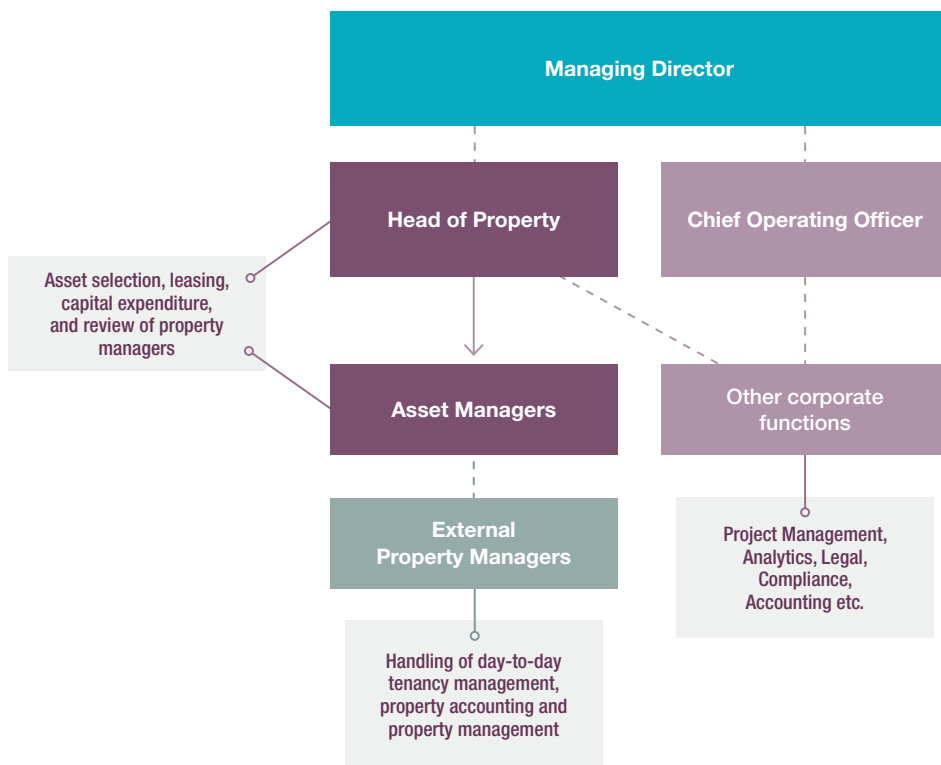 Managing Director
Head of Property
Chief Operating Officer
Asset selection, leasing,
capital expenditure,
and review of property
managers
Asset Managers
Other corporate
functions
External
Property Managers
Project Management,
Analytics, Legal,
Compliance,
Accounting etc.
Handling of day-to-day
tenancy management,
property accounting and
property management